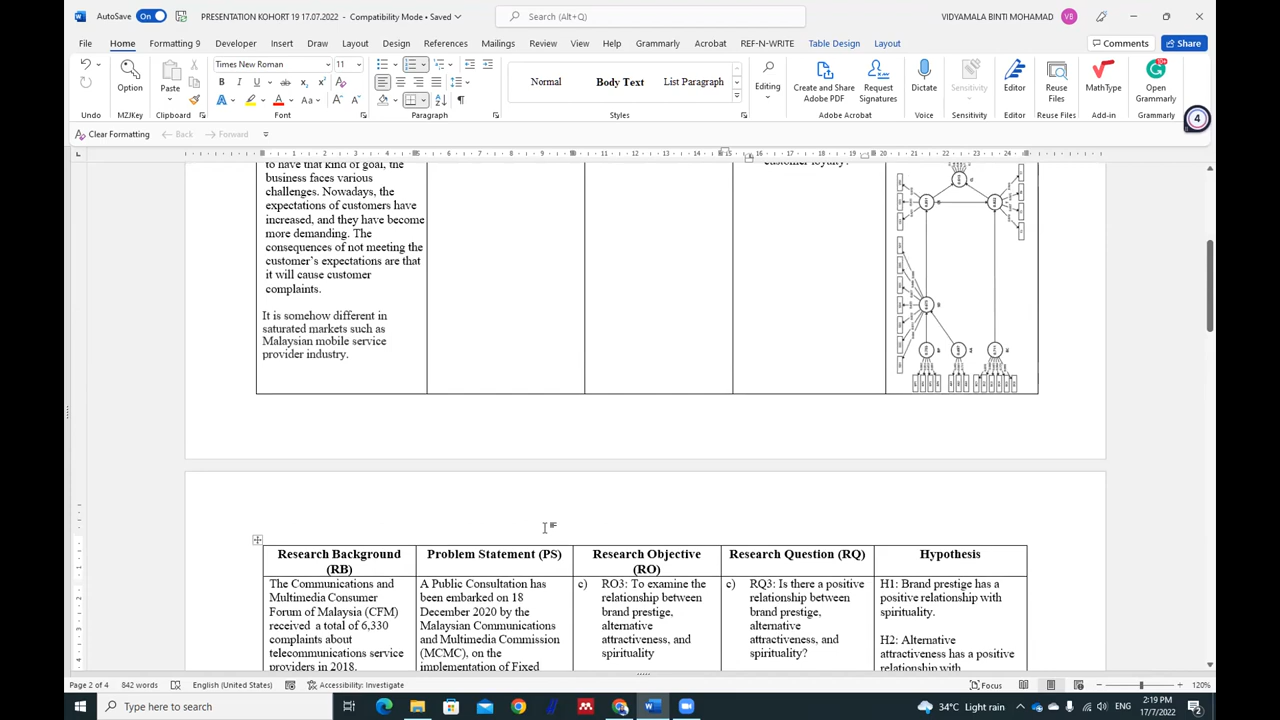 AutoSave On PRESENTATION KOHORT 19 17.07.2022 - Compatibility Mode • Saved Search (Alt+Q) VIDYAMALA BINTI MOHAMAD VB
File Home Formatting 9 Developer Insert Draw Layout Design References Mailings Review View Help Grammarly Acrobat REF-N-WRITE Table Design Layout Comments Share
Times New Roman 11 Normal Body Text List Paragraph
Option Paste Editing Create and Share Adobe PDF Request Signatures Dictate Sensitivity Editor Reuse Files MathType Open Grammarly
Undo MZJKey Clipboard Font Paragraph Styles Adobe Acrobat Voice Sensitivity Editor Reuse Files Add-in Grammarly
4
Clear Formatting Back Forward
to have that kind of goal, the
business faces various
challenges. Nowadays, the
expectations of customers have
increased, and they have become
more demanding. The
consequences of not meeting the
customer's expectations are that
it will cause customer
complaints.
It is somehow different in
saturated markets such as
Malaysian mobile service
provider industry.
customer loyalty?
Research Background (RB)
Problem Statement (PS)
Research Objective (RO)
Research Question (RQ)
Hypothesis
The Communications and
Multimedia Consumer
Forum of Malaysia (CFM)
received a total of 6,330
complaints about
telecommunications service
providers in 2018.
A Public Consultation has
been embarked on 18
December 2020 by the
Malaysian Communications
and Multimedia Commission
(MCMC), on the
implementation of Fixed
c) RO3: To examine the
relationship between
brand prestige,
alternative
attractiveness, and
spirituality
c) RQ3: Is there a positive
relationship between
brand prestige,
alternative
attractiveness, and
spirituality?
H1: Brand prestige has a
positive relationship with
spirituality.
H2: Alternative
attractiveness has a positive
relationship with
Page 2 of 4 842 words English (United States) Accessibility: Investigate Focus 120%
Type here to search 34°C Light rain ENG 2:19 PM
17/7/2022